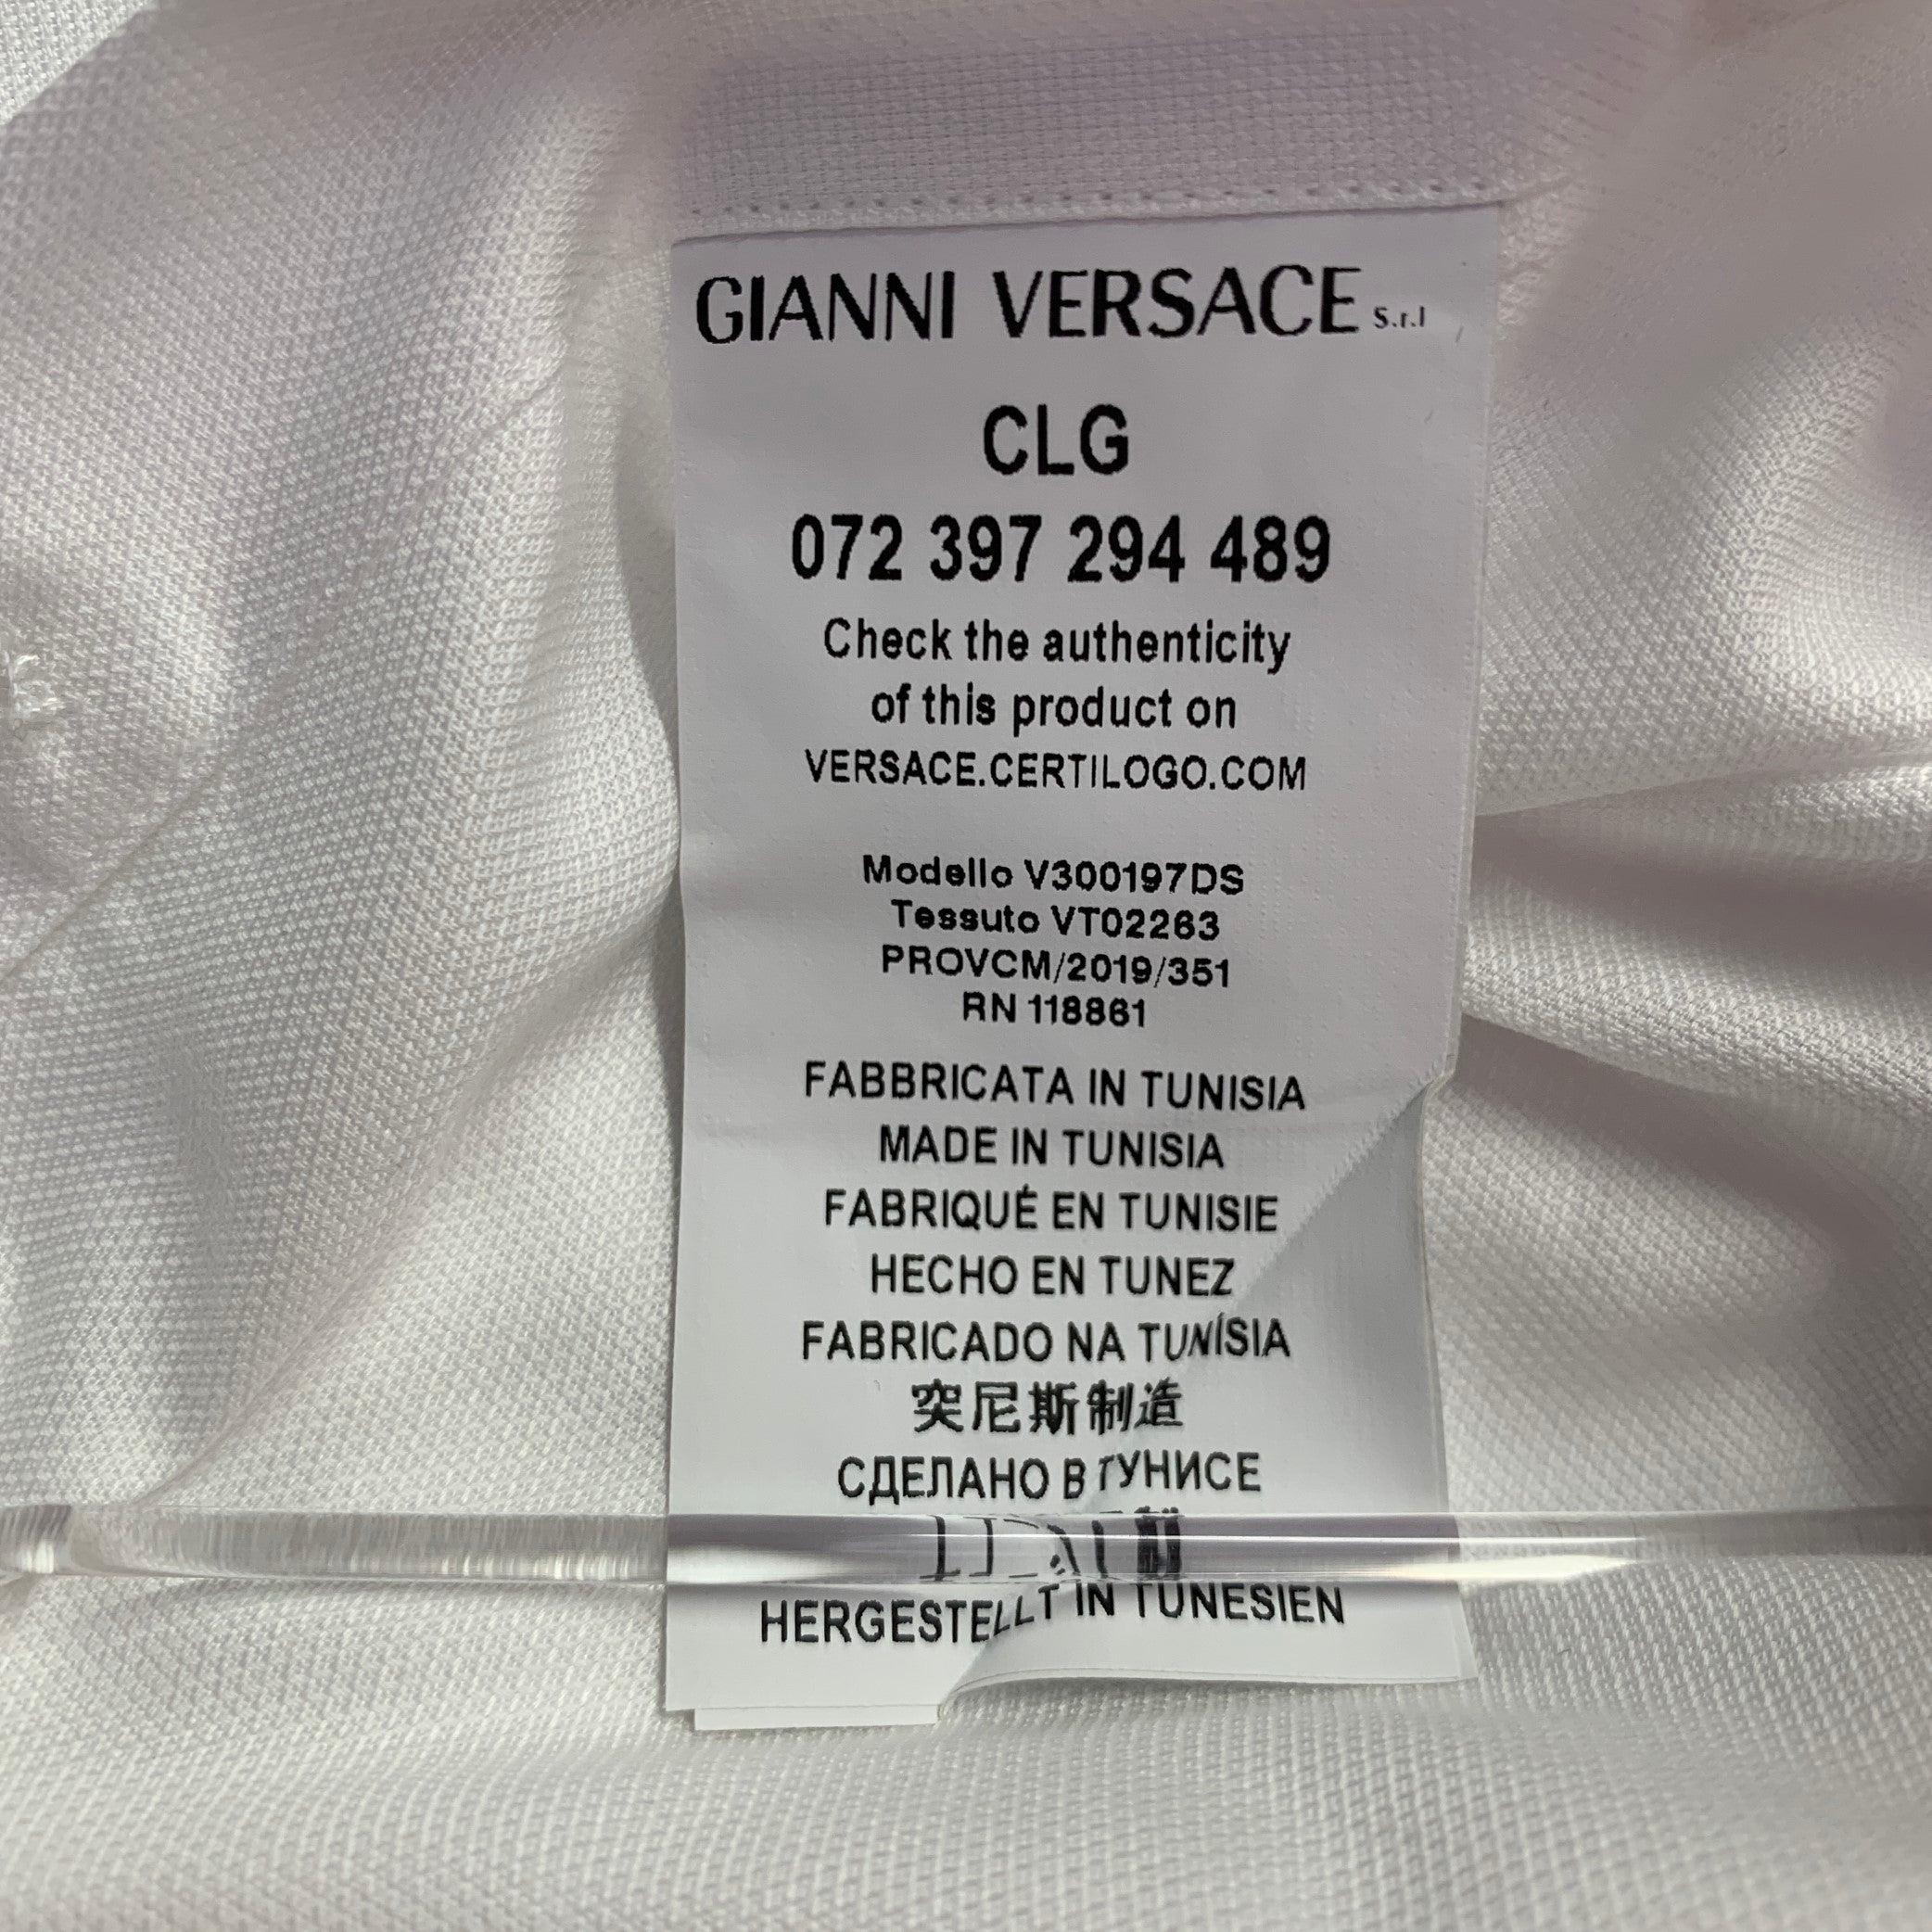 GIANNI VERSACE S.r.l
CLG
072 397 294 489
Check the authenticity
of this product on
VERSACE.CERTILOGO.COM
Modello V300197DS
Tessuto VT02263
PROVCM/2019/351
RN 118861
FABBRICATA IN TUNISIA
MADE IN TUNISIA
FABRIQUÉ EN TUNISIE
HECHO EN TUNEZ
FABRICADO NA TUNÍSIA
突尼斯制造
СДЕЛАНО В ТУНИСЕ
HERGESTELLT IN TUNESIEN